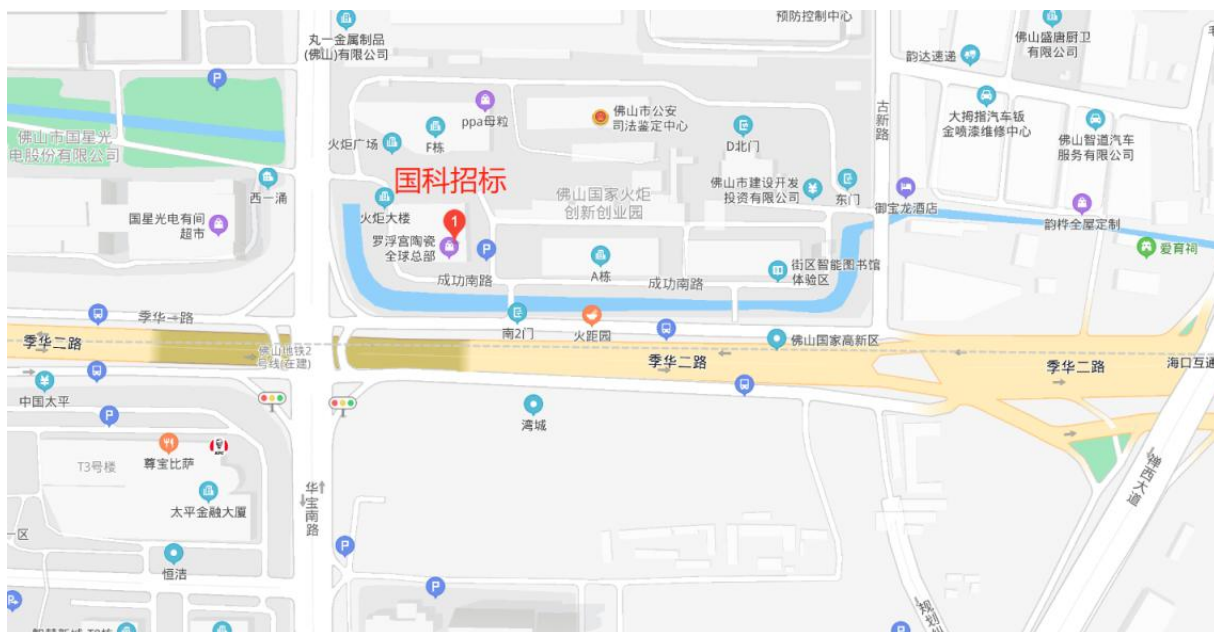 丸一金属制品
(佛山)有限公司
预防控制中心
佛山盛唐厨卫
有限公司
韵达速递
P
佛山市国星光
电股份有限公司
ppa母粒
F栋
火炬广场
佛山市公安
司法鉴定中心
D北门
古新路
大拇指汽车钣
金喷漆维修中心
佛山智道汽车
服务有限公司
国科招标
西一涌
火炬大楼
佛山国家火炬
创新创业园
佛山市建设开发
投资有限公司
东门
御宝龙酒店
国星光电有间
超市
1
罗浮宫陶瓷
全球总部
P
A栋
韵桦全屋定制
爱育祠
成功南路
成功南路
街区智能图书馆
体验区
季华一路
南2门
火距园
佛山国家高新区
季华二路
佛山地铁2
号线(在建)
季华二路
季华二路
海口互通
中国太平
P
湾城
T3号楼
尊宝比萨
KFC
太平金融大厦
华宝南路
禅西大道
一区
恒洁
P
P
P
P
规划